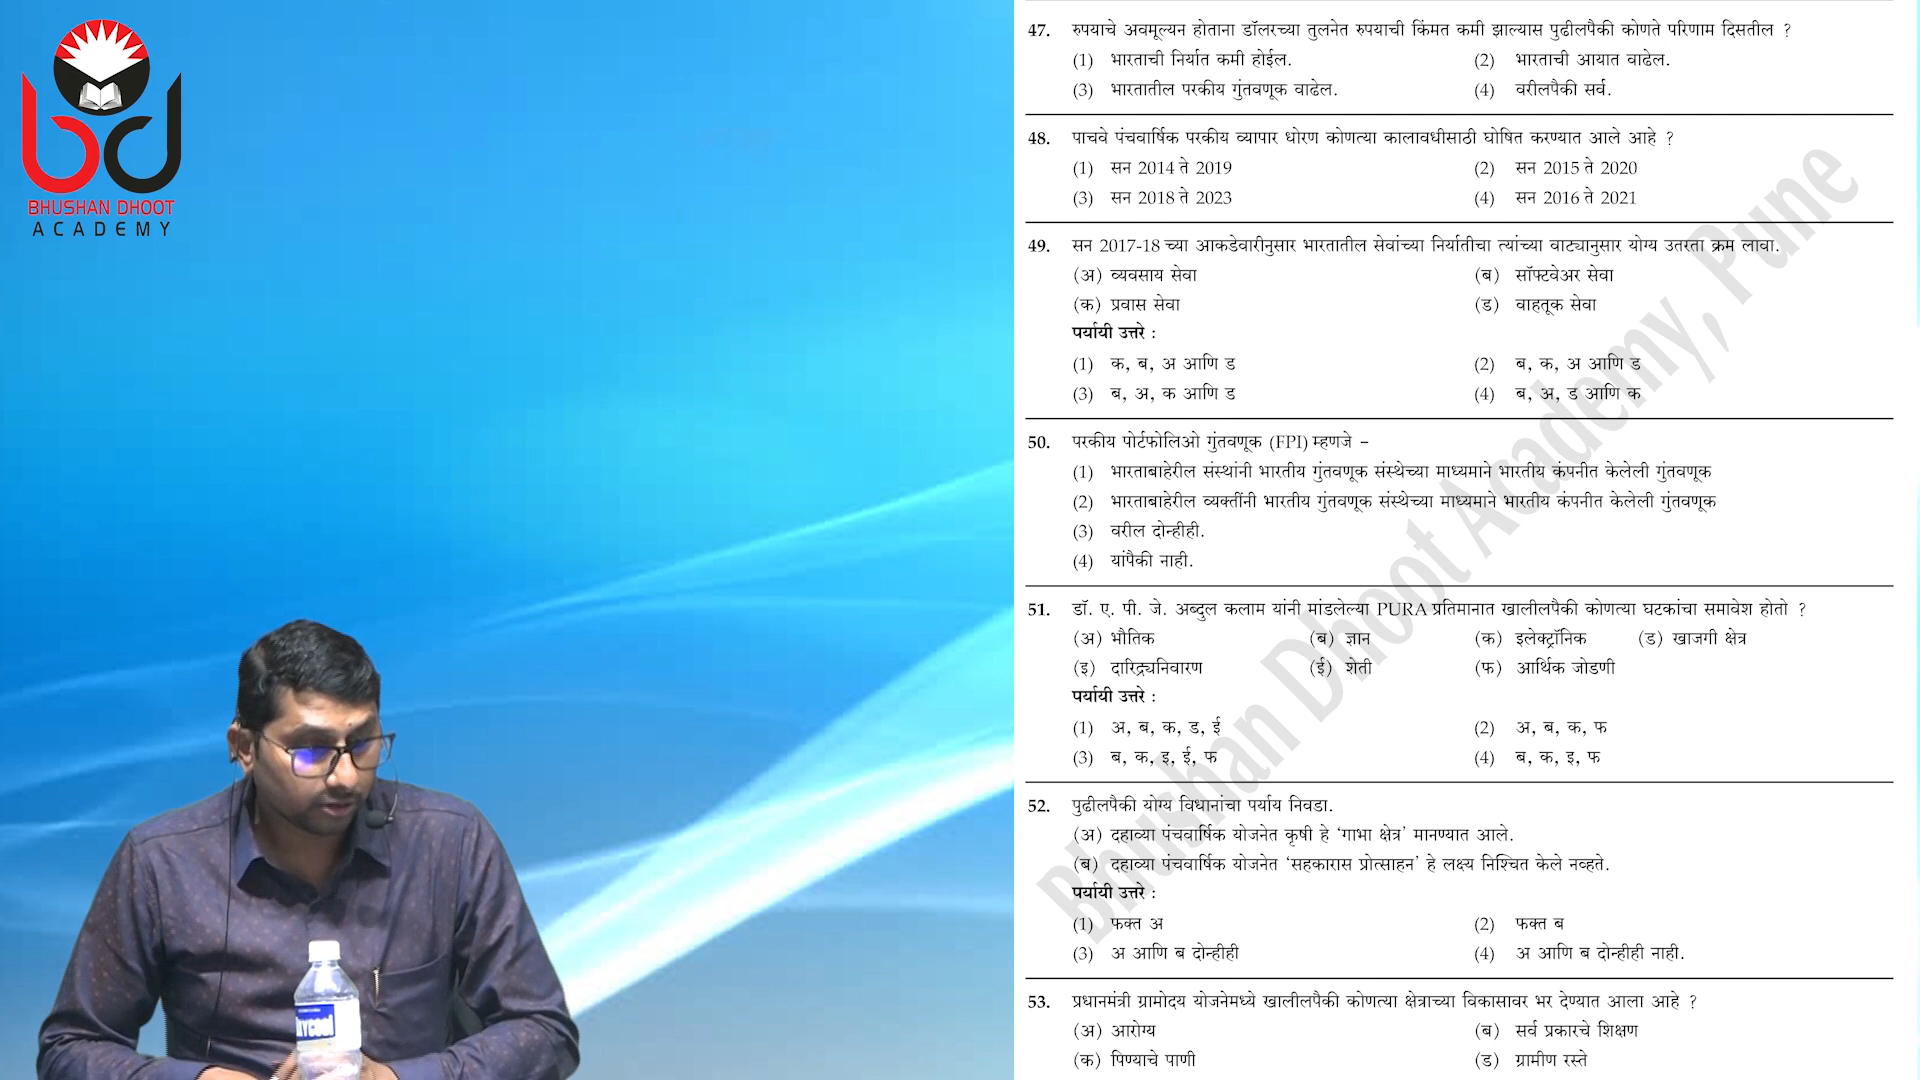 BHUSHAN DHOOT
ACADEMY
47. रुपयाचे अवमूल्यन होताना डॉलरच्या तुलनेत रुपयाची किंमत कमी झाल्यास पुढीलपैकी कोणते परिणाम दिसतील ?
(1) भारताची निर्यात कमी होईल. (2) भारताची आयात वाढेल.
(3) भारतातील परकीय गुंतवणूक वाढेल. (4) वरीलपैकी सर्व.
48. पाचवे पंचवार्षिक परकीय व्यापार धोरण कोणत्या कालावधीसाठी घोषित करण्यात आले आहे ?
(1) सन 2014 ते 2019 (2) सन 2015 ते 2020
(3) सन 2018 ते 2023 (4) सन 2016 ते 2021
49. सन 2017-18 च्या आकडेवारीनुसार भारतातील सेवांच्या निर्यातीचा त्यांच्या वाट्यानुसार योग्य उतरता क्रम लावा.
(अ) व्यवसाय सेवा (ब) सॉफ्टवेअर सेवा
(क) प्रवास सेवा (ड) वाहतूक सेवा
पर्यायी उत्तरे :
(1) क, ब, अ आणि ड (2) ब, क, अ आणि ड
(3) ब, अ, क आणि ड (4) ब, अ, ड आणि क
50. परकीय पोर्टफोलिओ गुंतवणूक (FPI) म्हणजे –
(1) भारताबाहेरील संस्थांनी भारतीय गुंतवणूक संस्थेच्या माध्यमाने भारतीय कंपनीत केलेली गुंतवणूक
(2) भारताबाहेरील व्यक्तींनी भारतीय गुंतवणूक संस्थेच्या माध्यमाने भारतीय कंपनीत केलेली गुंतवणूक
(3) वरील दोन्हीही.
(4) यांपैकी नाही.
51. डॉ. ए. पी. जे. अब्दुल कलाम यांनी मांडलेल्या PURA प्रतिमानात खालीलपैकी कोणत्या घटकांचा समावेश होतो ?
(अ) भौतिक (ब) ज्ञान (क) इलेक्ट्रॉनिक (ड) खाजगी क्षेत्र
(इ) दारिद्र्यनिवारण (ई) शेती (फ) आर्थिक जोडणी
पर्यायी उत्तरे :
(1) अ, ब, क, ड, ई (2) अ, ब, क, फ
(3) ब, क, इ, ई, फ (4) ब, क, इ, फ
52. पुढीलपैकी योग्य विधानांचा पर्याय निवडा.
(अ) दहाव्या पंचवार्षिक योजनेत कृषी हे ‘गाभा क्षेत्र’ मानण्यात आले.
(ब) दहाव्या पंचवार्षिक योजनेत ‘सहकारास प्रोत्साहन’ हे लक्ष्य निश्चित केले नव्हते.
पर्यायी उत्तरे :
(1) फक्त अ (2) फक्त ब
(3) अ आणि ब दोन्हीही (4) अ आणि ब दोन्हीही नाही.
53. प्रधानमंत्री ग्रामोदय योजनेमध्ये खालीलपैकी कोणत्या क्षेत्राच्या विकासावर भर देण्यात आला आहे ?
(अ) आरोग्य (ब) सर्व प्रकारचे शिक्षण
(क) पिण्याचे पाणी (ड) ग्रामीण रस्ते
Bhushan Dhoot Academy, Pune